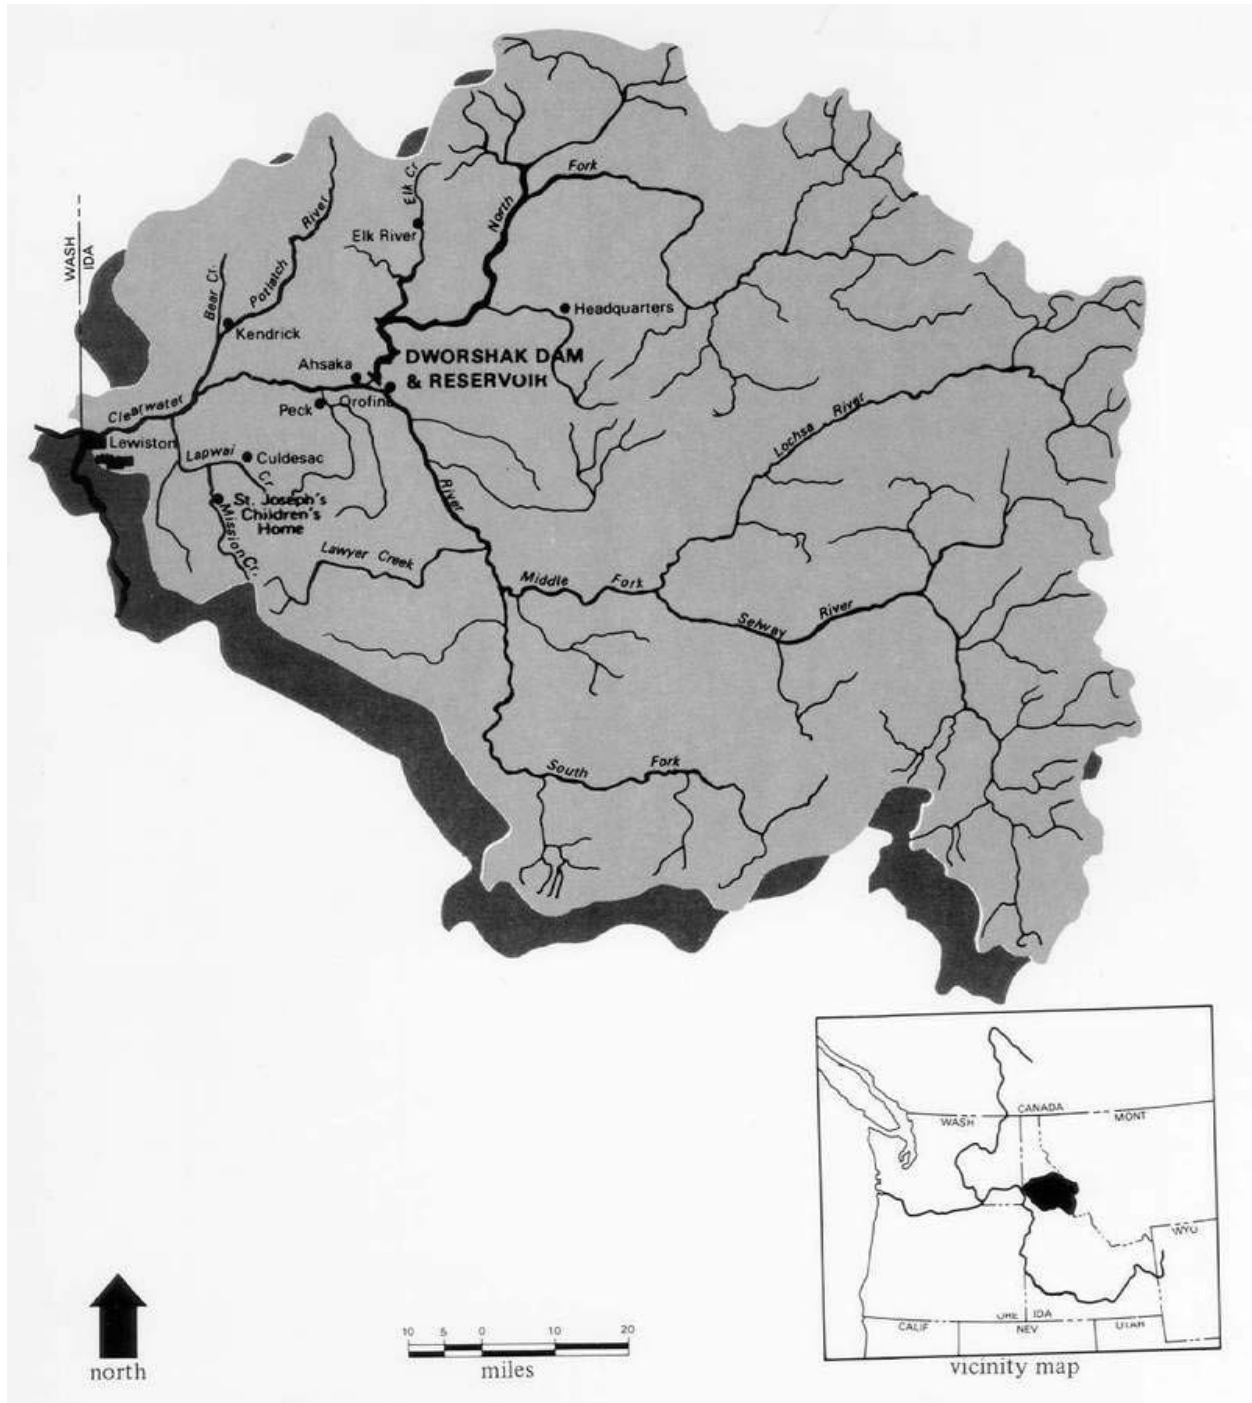 Fork
North
Elk Cr.
Elk River
River
Potlatch
Bear Cr.
Kendrick
WASH
IDA
Headquarters
Ahsaka
DWORSHAK DAM
& RESERVOIR
Orofino
Peck
Clearwater
Lewiston
Lapwai
Cr.
Culdesac
St. Joseph's
Children's
Home
Mission Cr.
River
Lochsa River
Lawyer Creek
Middle Fork
Selway River
South Fork
CANADA
WASH
MONT
WYO
ORE
IDA
CALIF
NEV
UTAH
vicinity map
north
10 5 0 10 20
miles